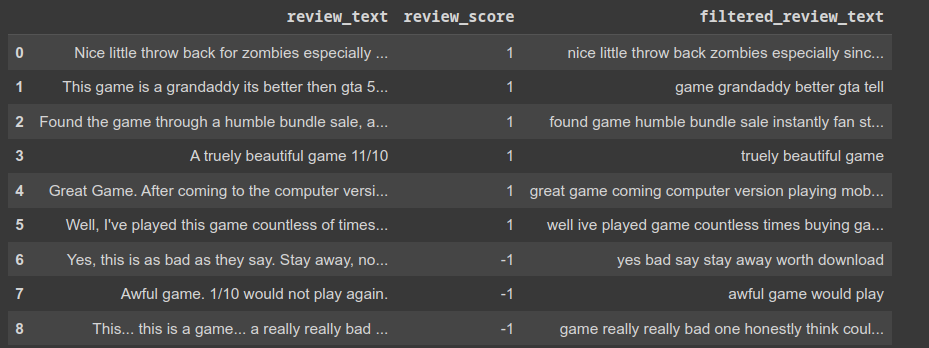 review_text review_score filtered_review_text
0 Nice little throw back for zombies especially ... 1 nice little throw back zombies especially sinc...
1 This game is a grandaddy its better then gta 5... 1 game grandaddy better gta tell
2 Found the game through a humble bundle sale, a... 1 found game humble bundle sale instantly fan st...
3 A truely beautiful game 11/10 1 truely beautiful game
4 Great Game. After coming to the computer versi... 1 great game coming computer version playing mob...
5 Well, I've played this game countless of times... 1 well ive played game countless times buying ga...
6 Yes, this is as bad as they say. Stay away, no... -1 yes bad say stay away worth download
7 Awful game. 1/10 would not play again. -1 awful game would play
8 This... this is a game... a really really bad ... -1 game really really bad one honestly think coul...